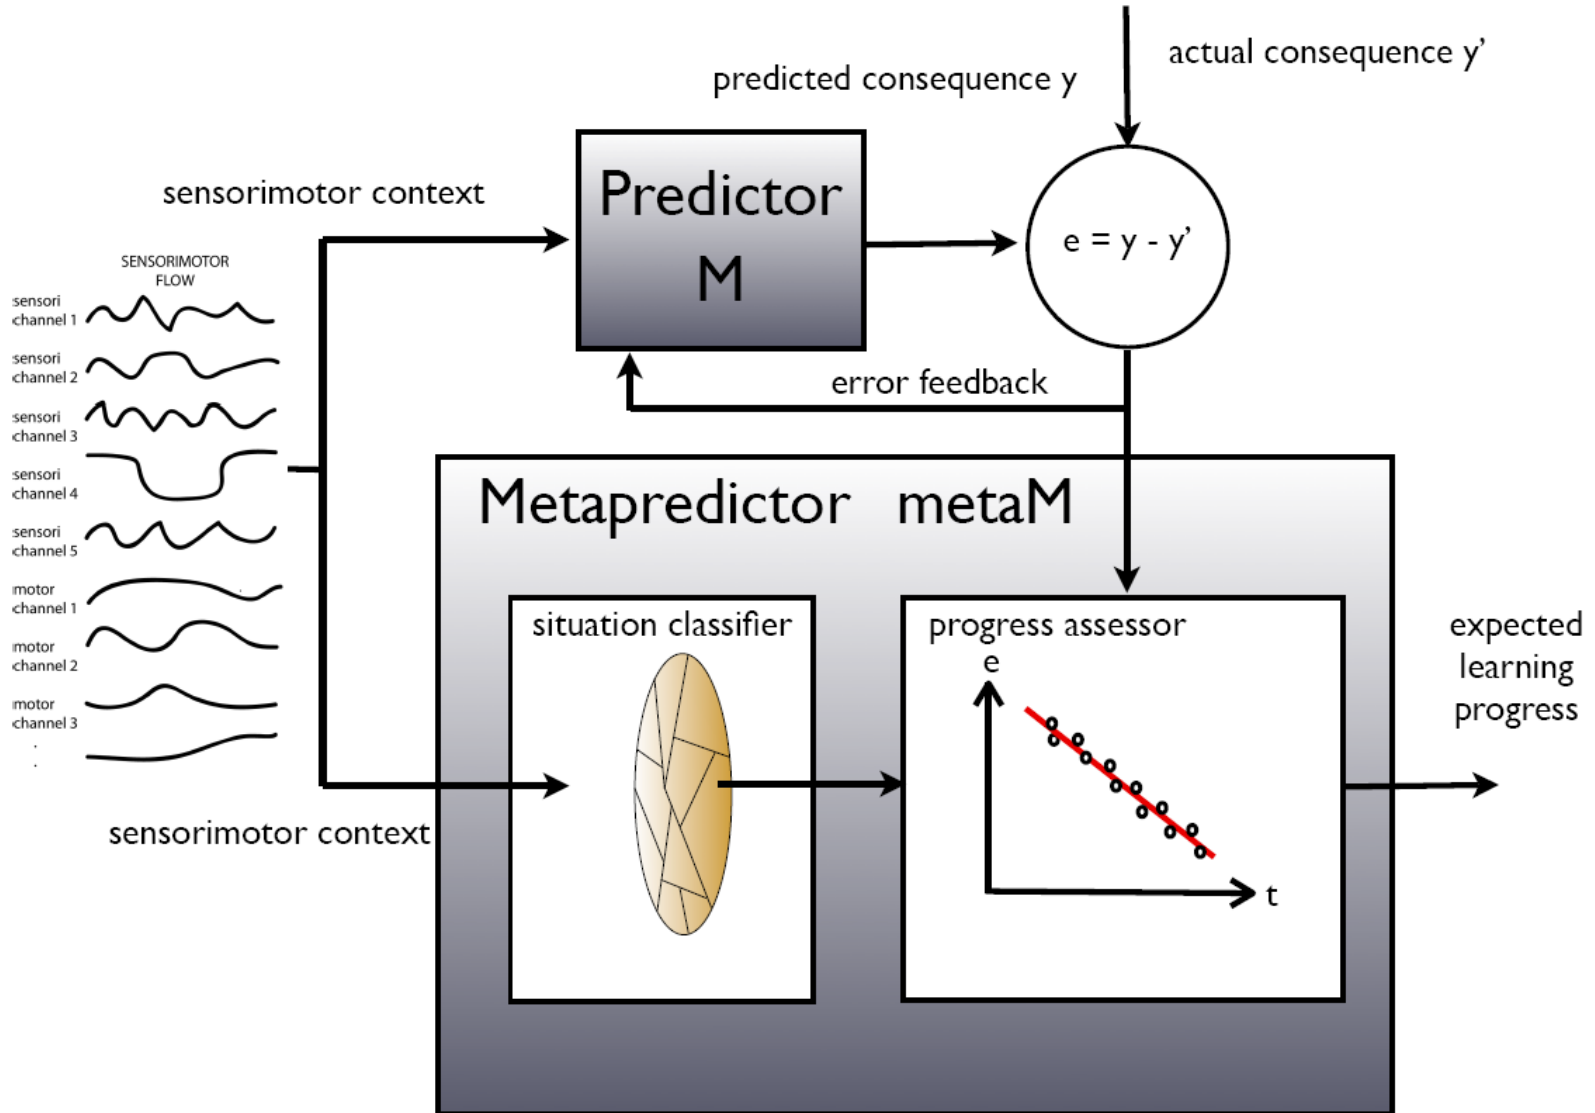 actual consequence y’
predicted consequence y
Predictor
M
e = y - y’
sensorimotor context
error feedback
SENSORIMOTOR
FLOW
sensori
channel 1
sensori
channel 2
sensori
channel 3
sensori
channel 4
sensori
channel 5
motor
channel 1
motor
channel 2
motor
channel 3
:
sensorimotor context
Metapredictor metaM
situation classifier
progress assessor
e
t
expected
learning
progress